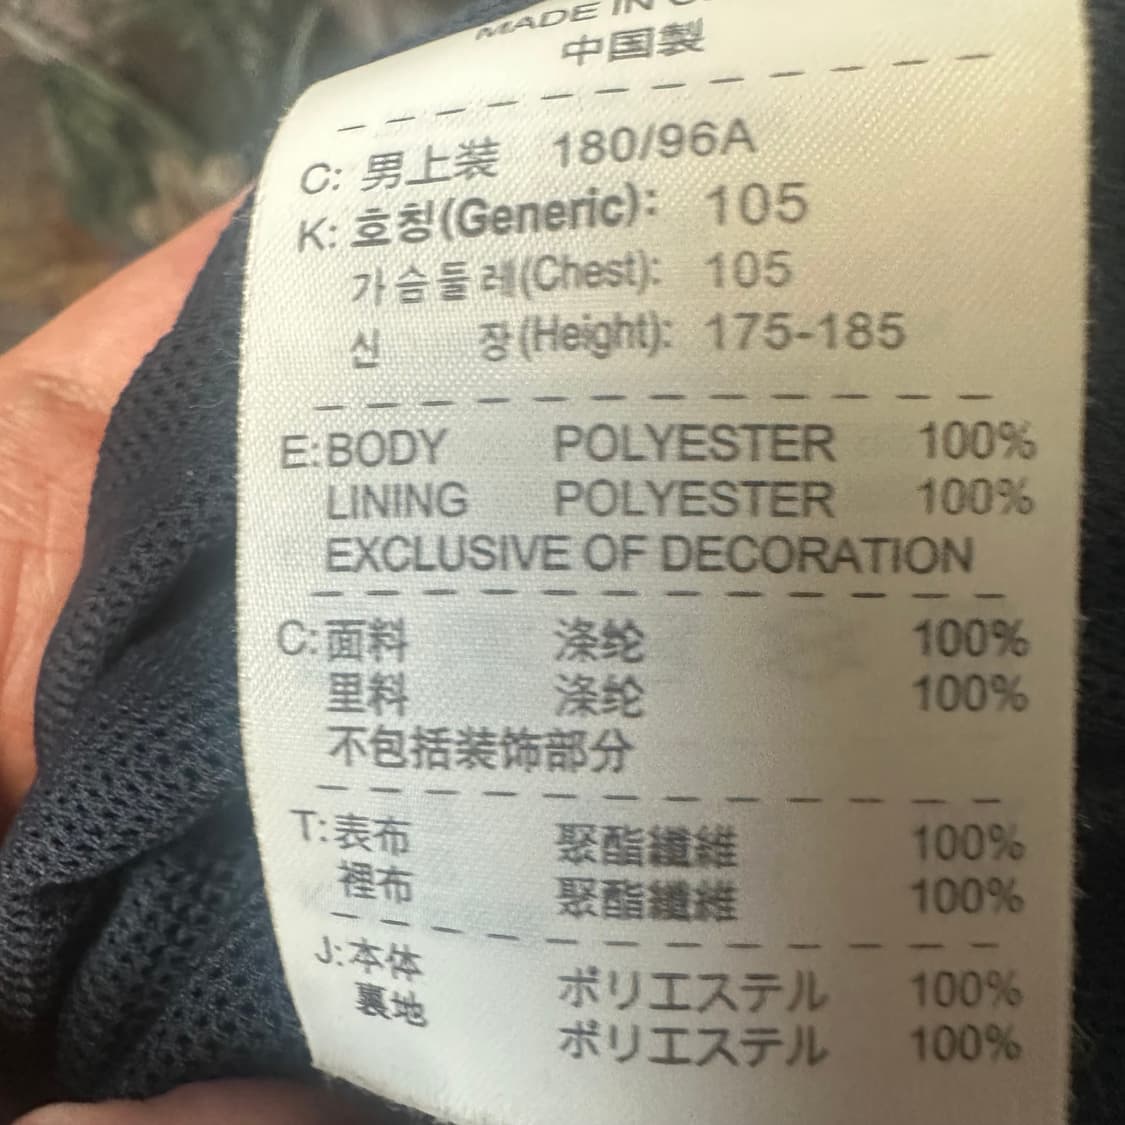 MADE IN
中国製
C: 男上装 180/96A
K: 호칭(Generic): 105
가슴둘레(Chest): 105
신 장(Height): 175-185
E: BODY POLYESTER 100%
LINING POLYESTER 100%
EXCLUSIVE OF DECORATION
C: 面料 涤纶 100%
里料 涤纶 100%
不包括装饰部分
T: 表布 聚酯纖維 100%
裡布 聚酯纖維 100%
J: 本体 ポリエステル 100%
裏地 ポリエステル 100%